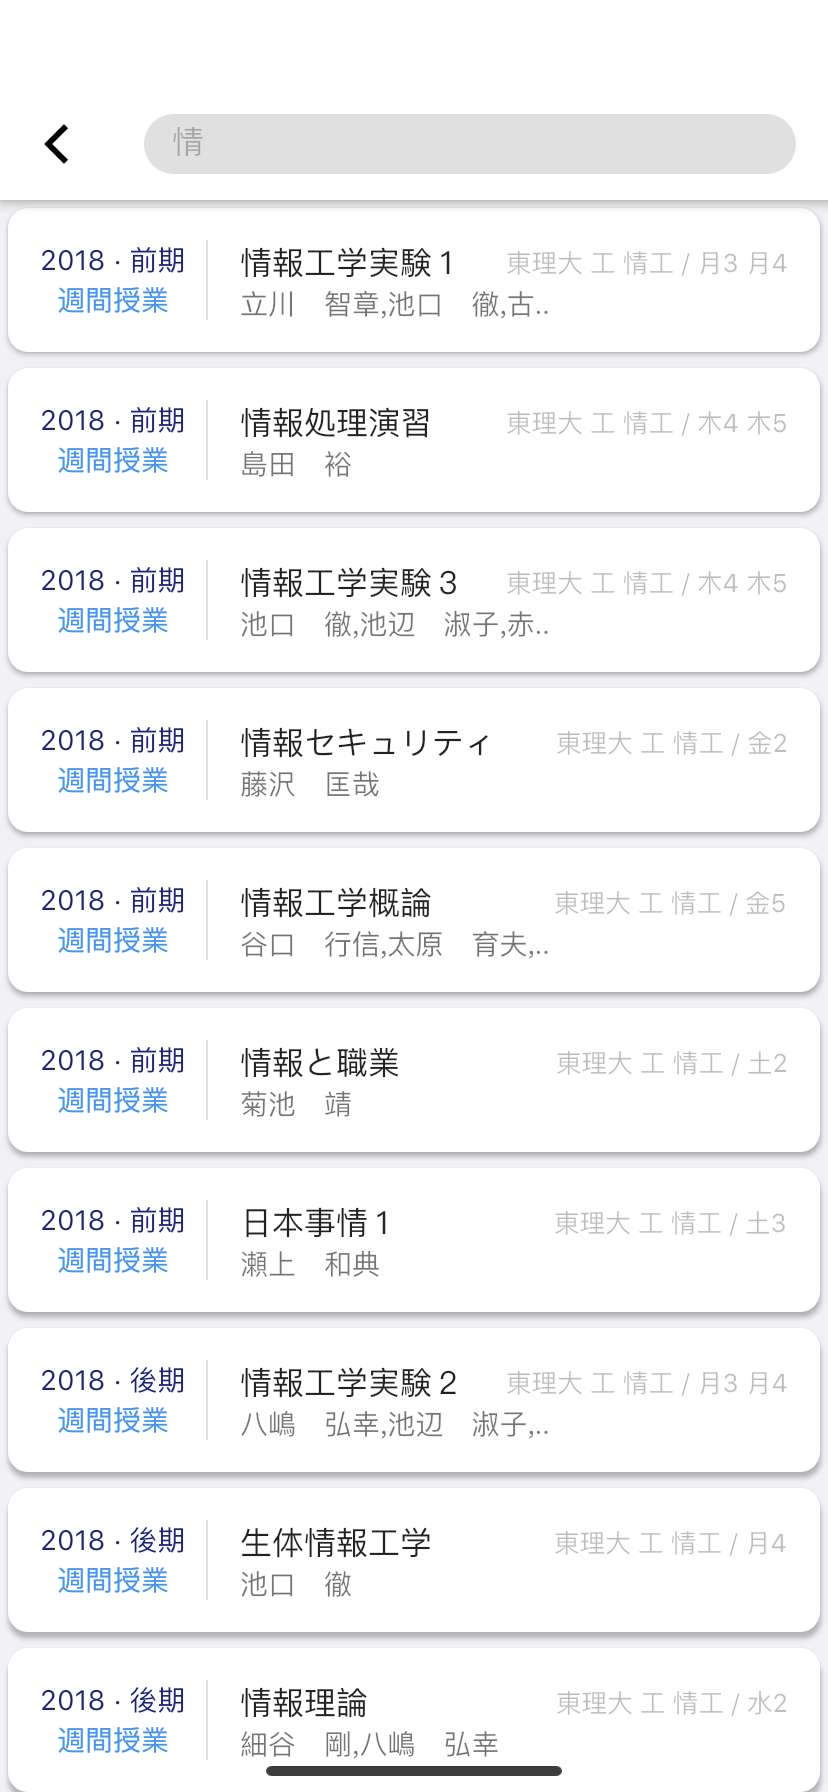 情
2018 · 前期 情報工学実験 1 東理大 工 情工 / 月3 月4
週間授業 立川　智章,池口　徹,古..
2018 · 前期 情報処理演習 東理大 工 情工 / 木4 木5
週間授業 島田　裕
2018 · 前期 情報工学実験 3 東理大 工 情工 / 木4 木5
週間授業 池口　徹,池辺　淑子,赤..
2018 · 前期 情報セキュリティ 東理大 工 情工 / 金2
週間授業 藤沢　匡哉
2018 · 前期 情報工学概論 東理大 工 情工 / 金5
週間授業 谷口　行信,太原　育夫,..
2018 · 前期 情報と職業 東理大 工 情工 / 土2
週間授業 菊池　靖
2018 · 前期 日本事情 1 東理大 工 情工 / 土3
週間授業 瀬上　和典
2018 · 後期 情報工学実験 2 東理大 工 情工 / 月3 月4
週間授業 八嶋　弘幸,池辺　淑子,..
2018 · 後期 生体情報工学 東理大 工 情工 / 月4
週間授業 池口　徹
2018 · 後期 情報理論 東理大 工 情工 / 水2
週間授業 細谷　剛,八嶋　弘幸